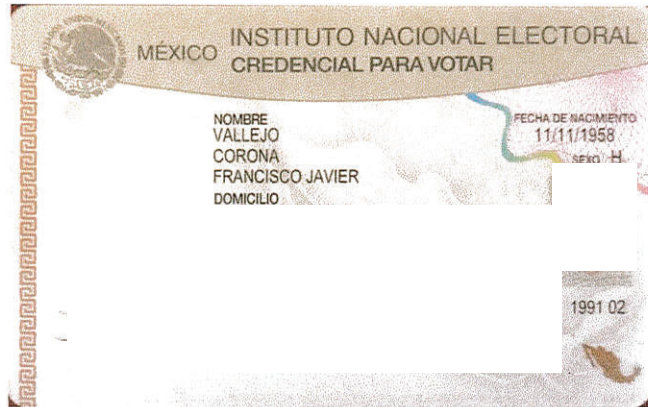 MÉXICO
INSTITUTO NACIONAL ELECTORAL
CREDENCIAL PARA VOTAR
NOMBRE
VALLEJO
CORONA
FRANCISCO JAVIER
DOMICILIO
FECHA DE NACIMIENTO
11/11/1958
SEXO H
1991 02